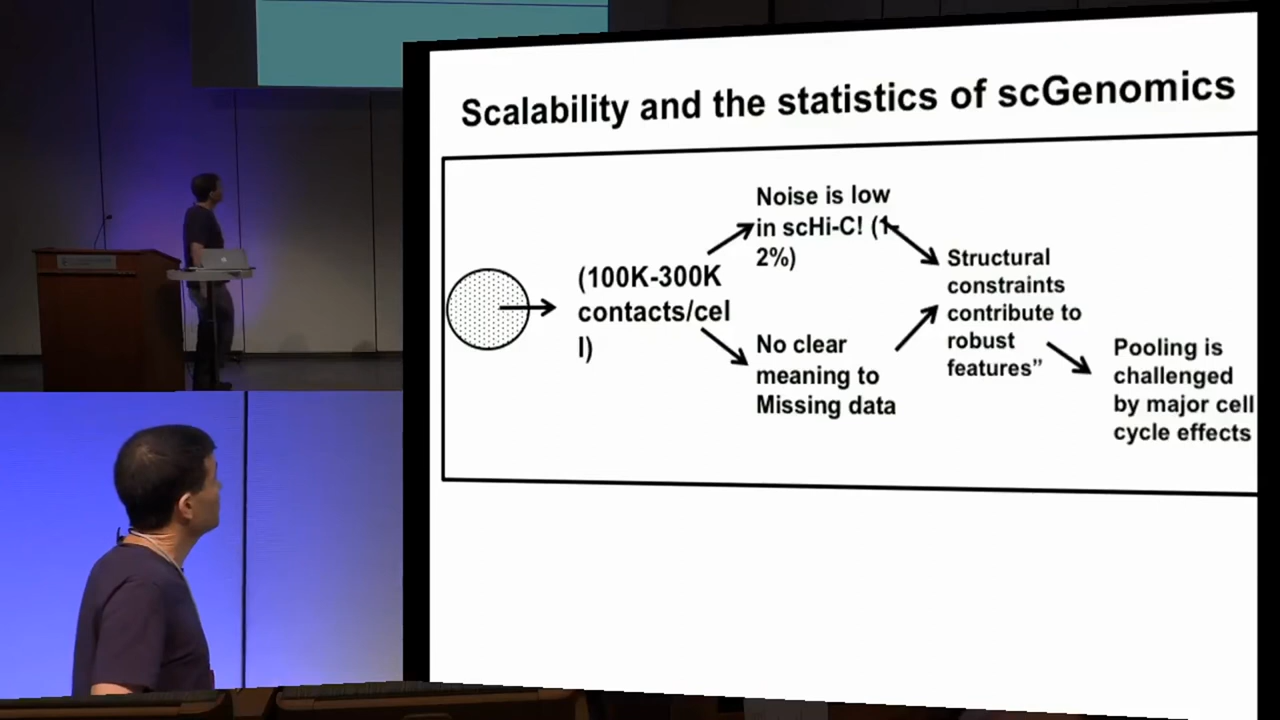 Scalability and the statistics of scGenomics
Noise is low
in scHi-C! (1-
2%)
(100K-300K
contacts/cel
l)
No clear
meaning to
Missing data
Structural
constraints
contribute to
robust
features”
Pooling is
challenged
by major cell
cycle effects